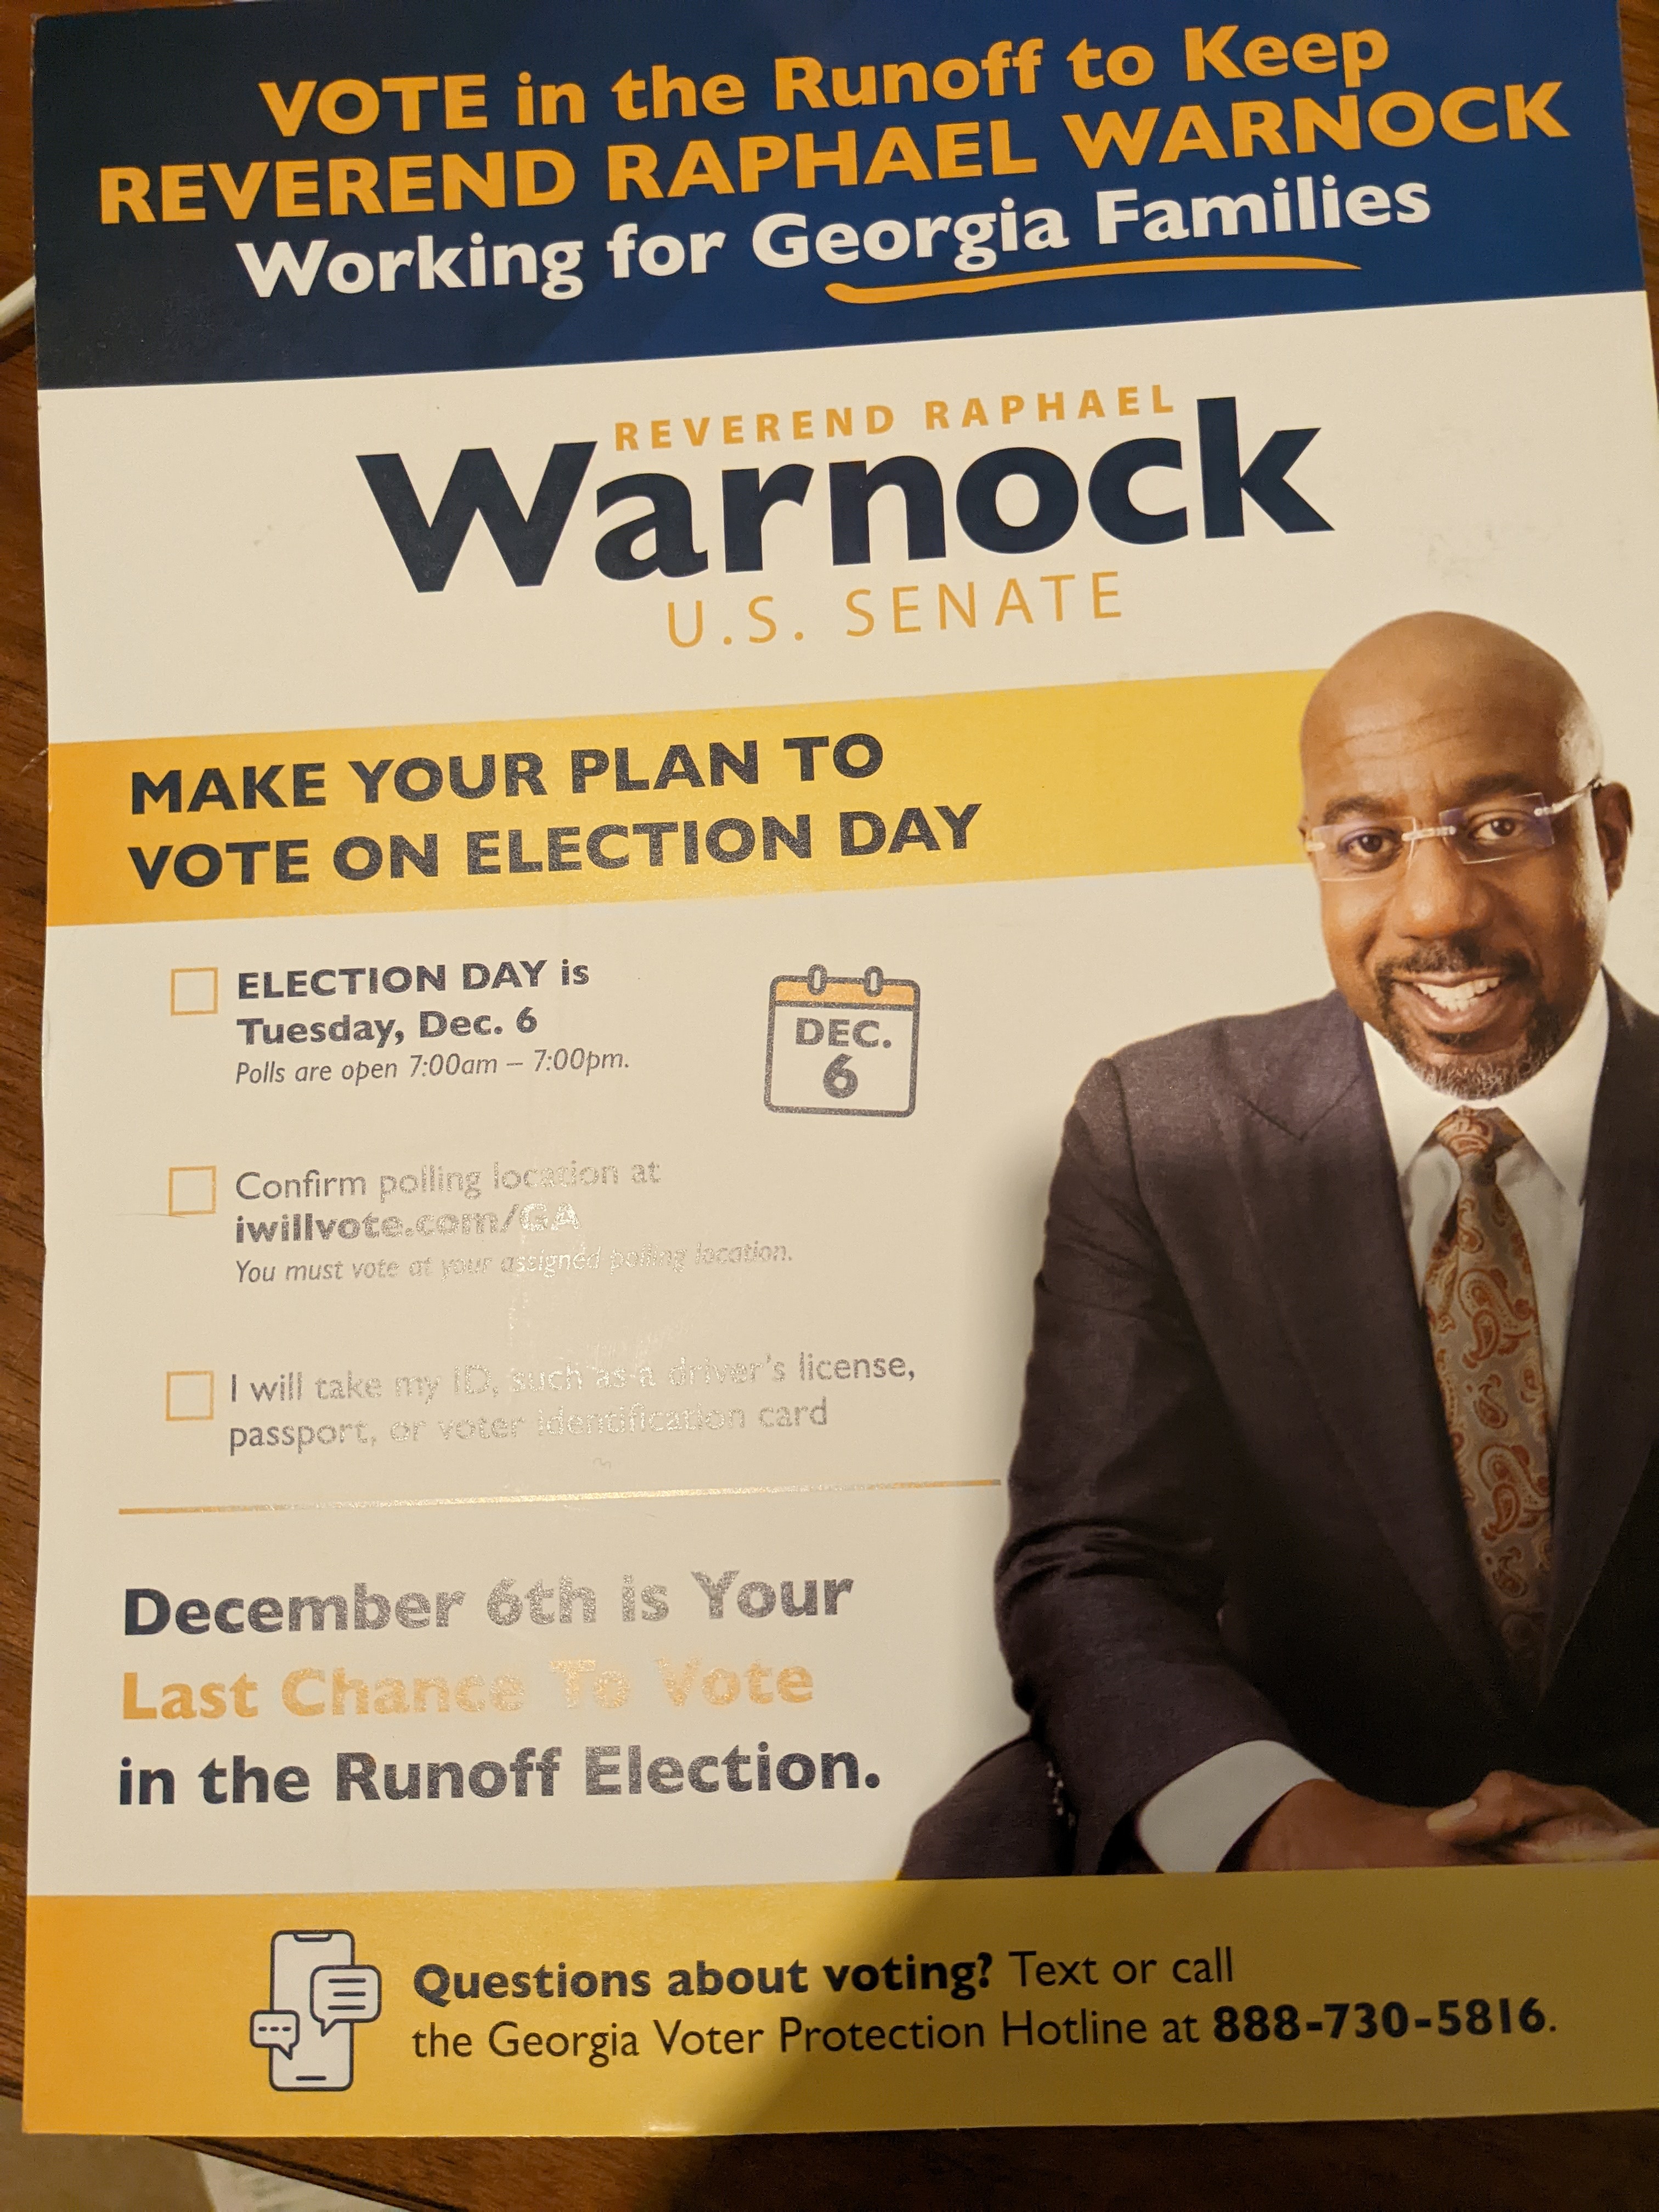 VOTE in the Runoff to Keep
REVEREND RAPHAEL WARNOCK
Working for Georgia Families
REVEREND RAPHAEL
Warnock
U.S. SENATE
MAKE YOUR PLAN TO
VOTE ON ELECTION DAY
ELECTION DAY is
Tuesday, Dec. 6
Polls are open 7:00am – 7:00pm.
DEC.
6
Confirm polling location at
iwillvote.com/GA
You must vote at your assigned polling location.
I will take my ID, such as a driver's license,
passport, or voter identification card
December 6th is Your
Last Chance To Vote
in the Runoff Election.
Questions about voting? Text or call
the Georgia Voter Protection Hotline at 888-730-5816.